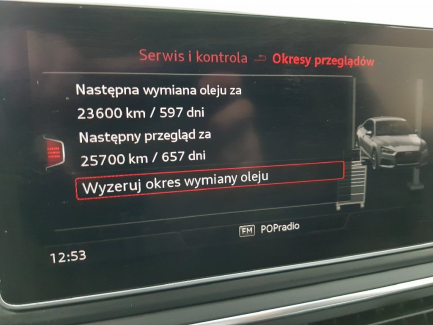 Serwis i kontrola Okresy przeglądów
Następna wymiana oleju za
23600 km / 597 dni
Następny przegląd za
25700 km / 657 dni
Wyzeruj okres wymiany oleju
FM POPradio
12:53